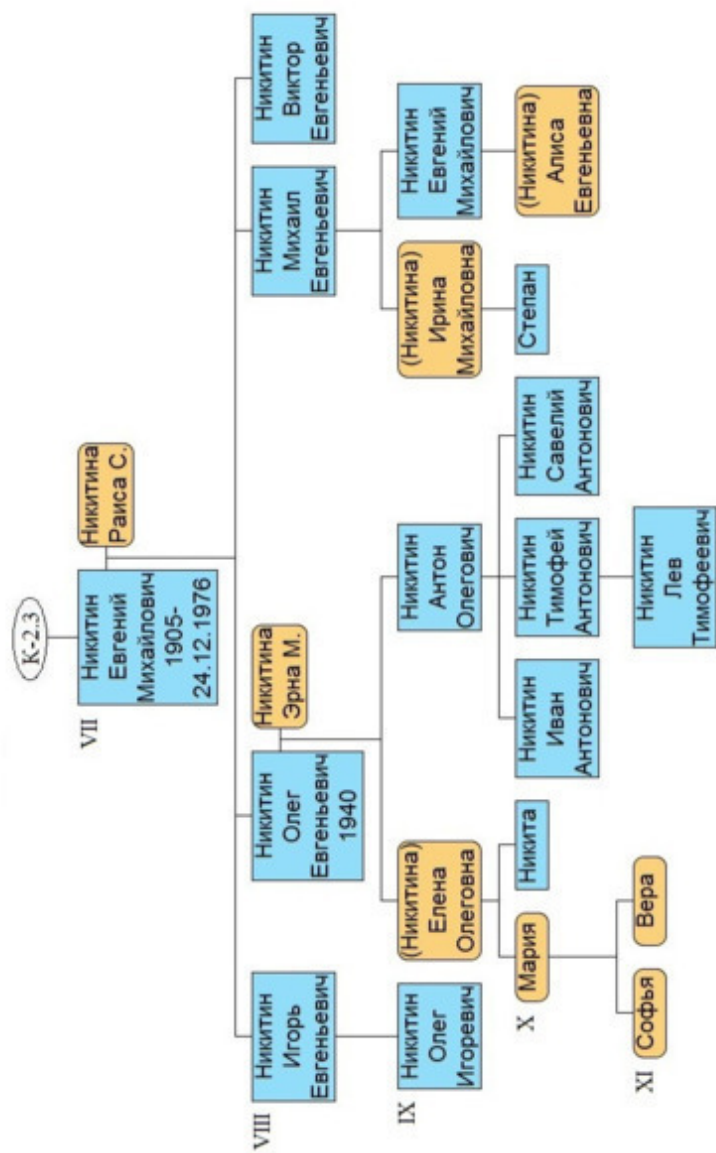 К-2.3
VII
Никитин
Евгений
Михайлович
1905-
24.12.1976
Никитина
Раиса С.
VIII
Никитин
Игорь
Евгеньевич
Никитин
Олег
Евгеньевич
1940
Никитина
Эрна М.
Никитин
Михаил
Евгеньевич
Никитин
Виктор
Евгеньевич
IX
Никитин
Олег
Игоревич
(Никитина)
Елена
Олеговна
Никитин
Антон
Олегович
(Никитина)
Ирина
Михайловна
Никитин
Евгений
Михайлович
X
Мария
Никита
Никитин
Иван
Антонович
Никитин
Тимофей
Антонович
Никитин
Савелий
Антонович
Степан
(Никитина)
Алиса
Евгеньевна
XI
Софья
Вера
Никитин
Лев
Тимофеевич